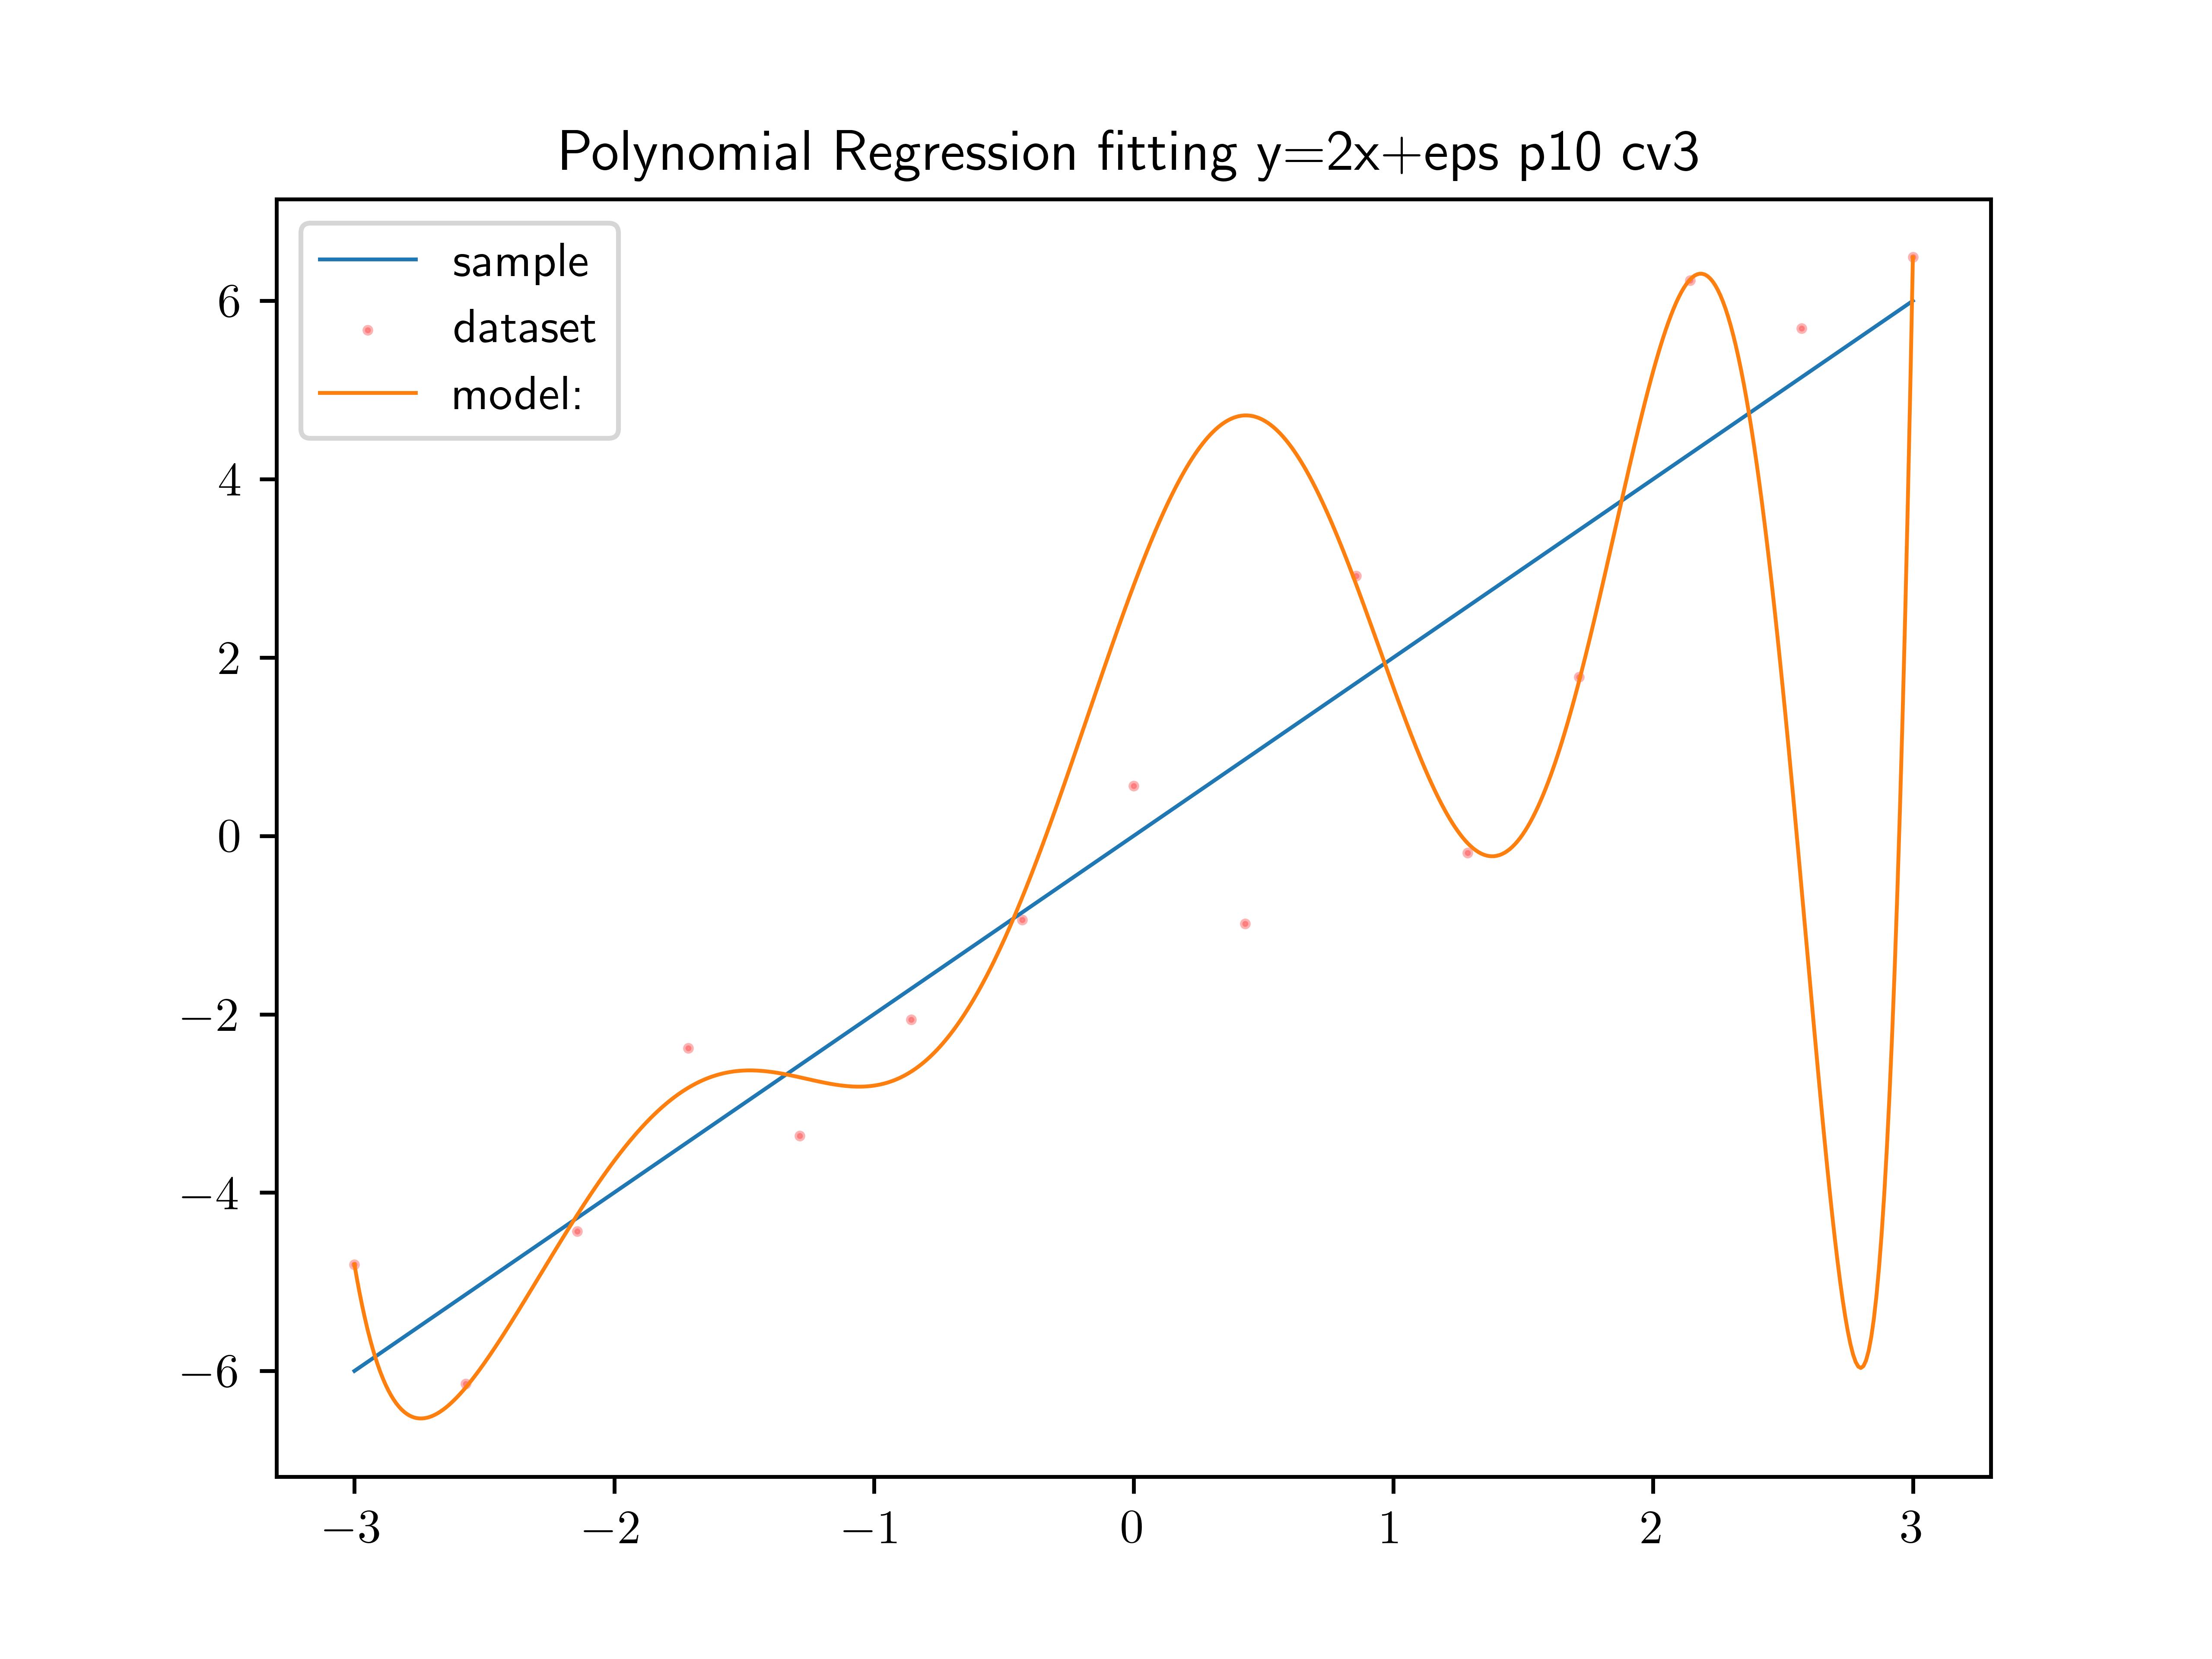 Polynomial Regression fitting y=2x+eps p10 cv3
sample
dataset
model:
6
4
2
0
−2
−4
−6
−3 −2 −1 0 1 2 3